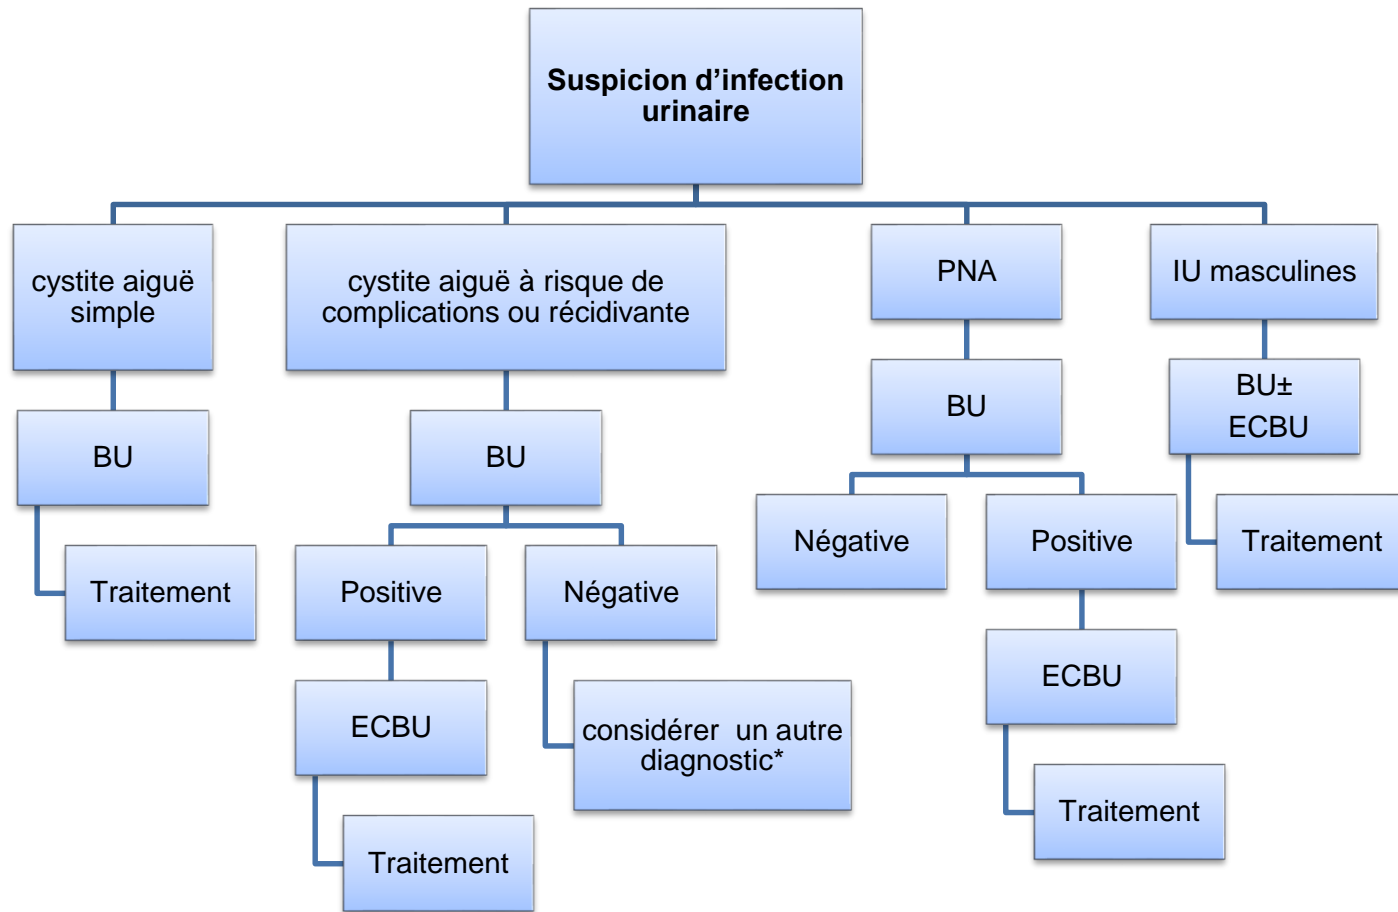 Suspicion d'infection
urinaire
cystite aiguë
simple
cystite aiguë à risque de
complications ou récidivante
PNA
IU masculines
BU
BU
BU
BU±
ECBU
Traitement
Positive
Négative
Négative
Positive
Traitement
ECBU
considérer un autre
diagnostic*
ECBU
Traitement
Traitement